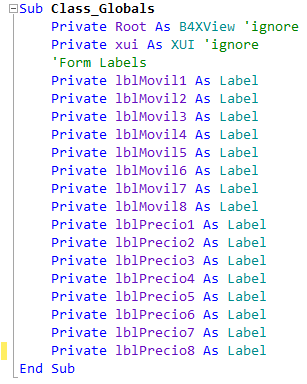 Sub Class_Globals
Private Root As B4XView 'ignore
Private xui As XUI 'ignore
'Form Labels
Private lblMovil1 As Label
Private lblMovil2 As Label
Private lblMovil3 As Label
Private lblMovil4 As Label
Private lblMovil5 As Label
Private lblMovil6 As Label
Private lblMovil7 As Label
Private lblMovil8 As Label
Private lblPrecio1 As Label
Private lblPrecio2 As Label
Private lblPrecio3 As Label
Private lblPrecio4 As Label
Private lblPrecio5 As Label
Private lblPrecio6 As Label
Private lblPrecio7 As Label
Private lblPrecio8 As Label
End Sub